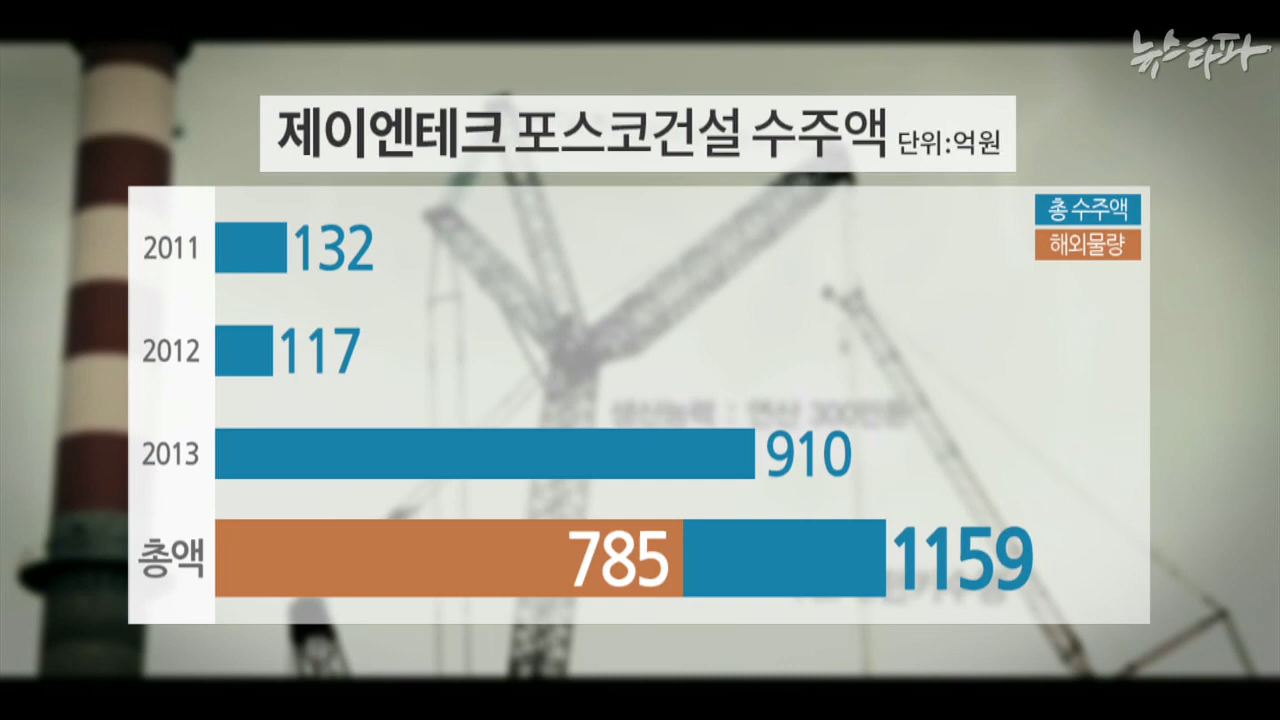 뉴스타파
제이엔테크 포스코건설 수주액 단위:억원
총 수주액
해외물량
2011 132
2012 117
2013 910
총액 785 1159